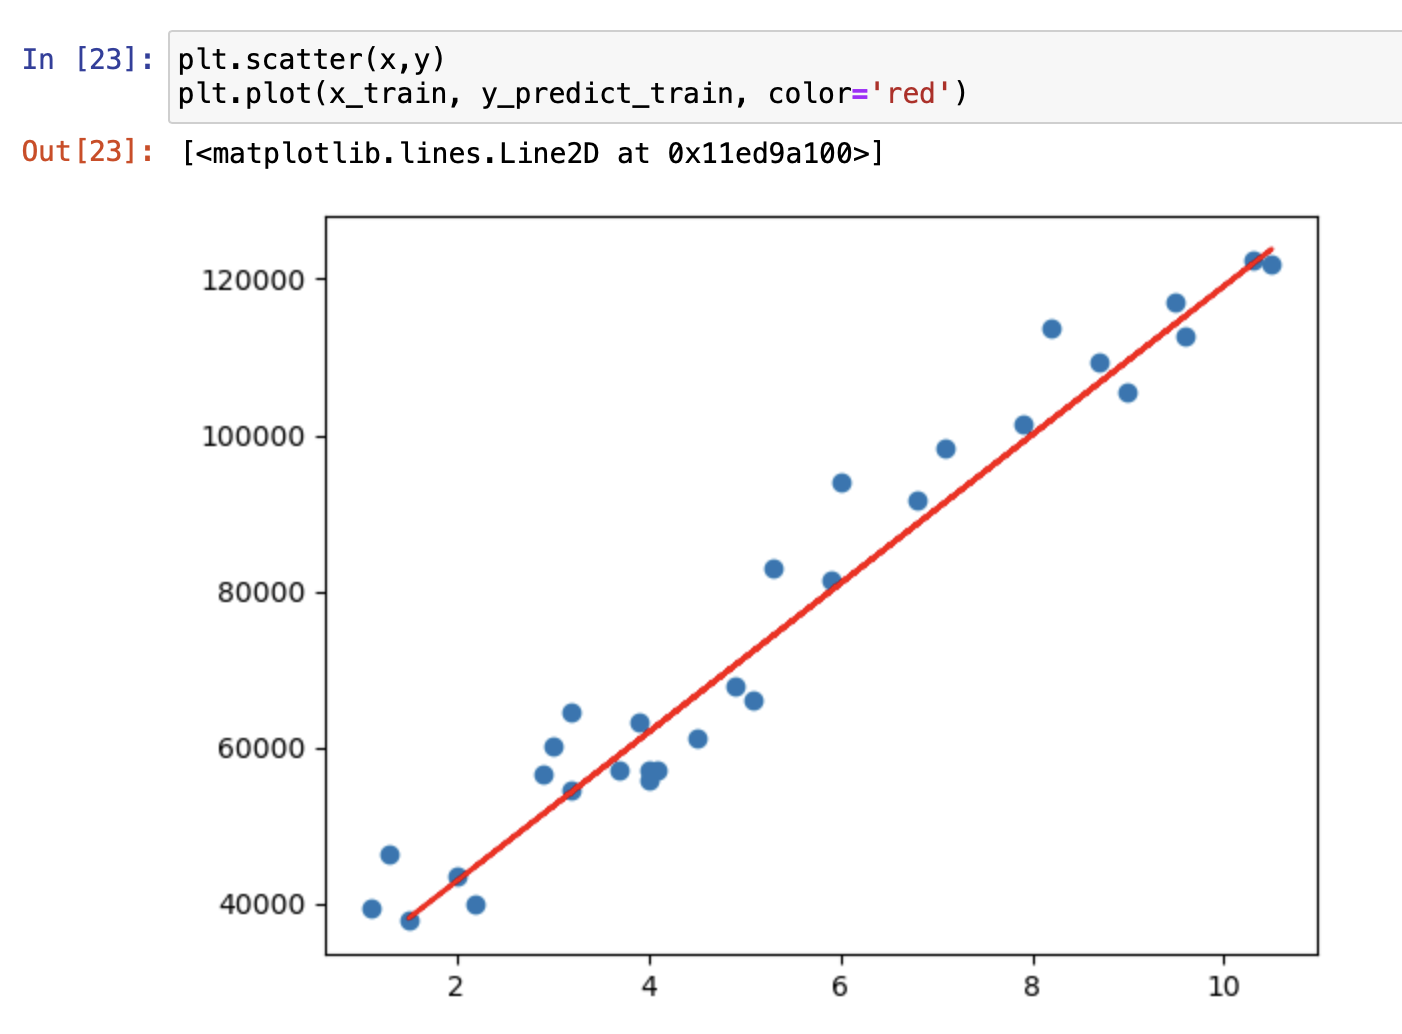 In [23]: plt.scatter(x,y)
plt.plot(x_train, y_predict_train, color='red')
Out[23]: [<matplotlib.lines.Line2D at 0x11ed9a100>]
120000
100000
80000
60000
40000
2 4 6 8 10